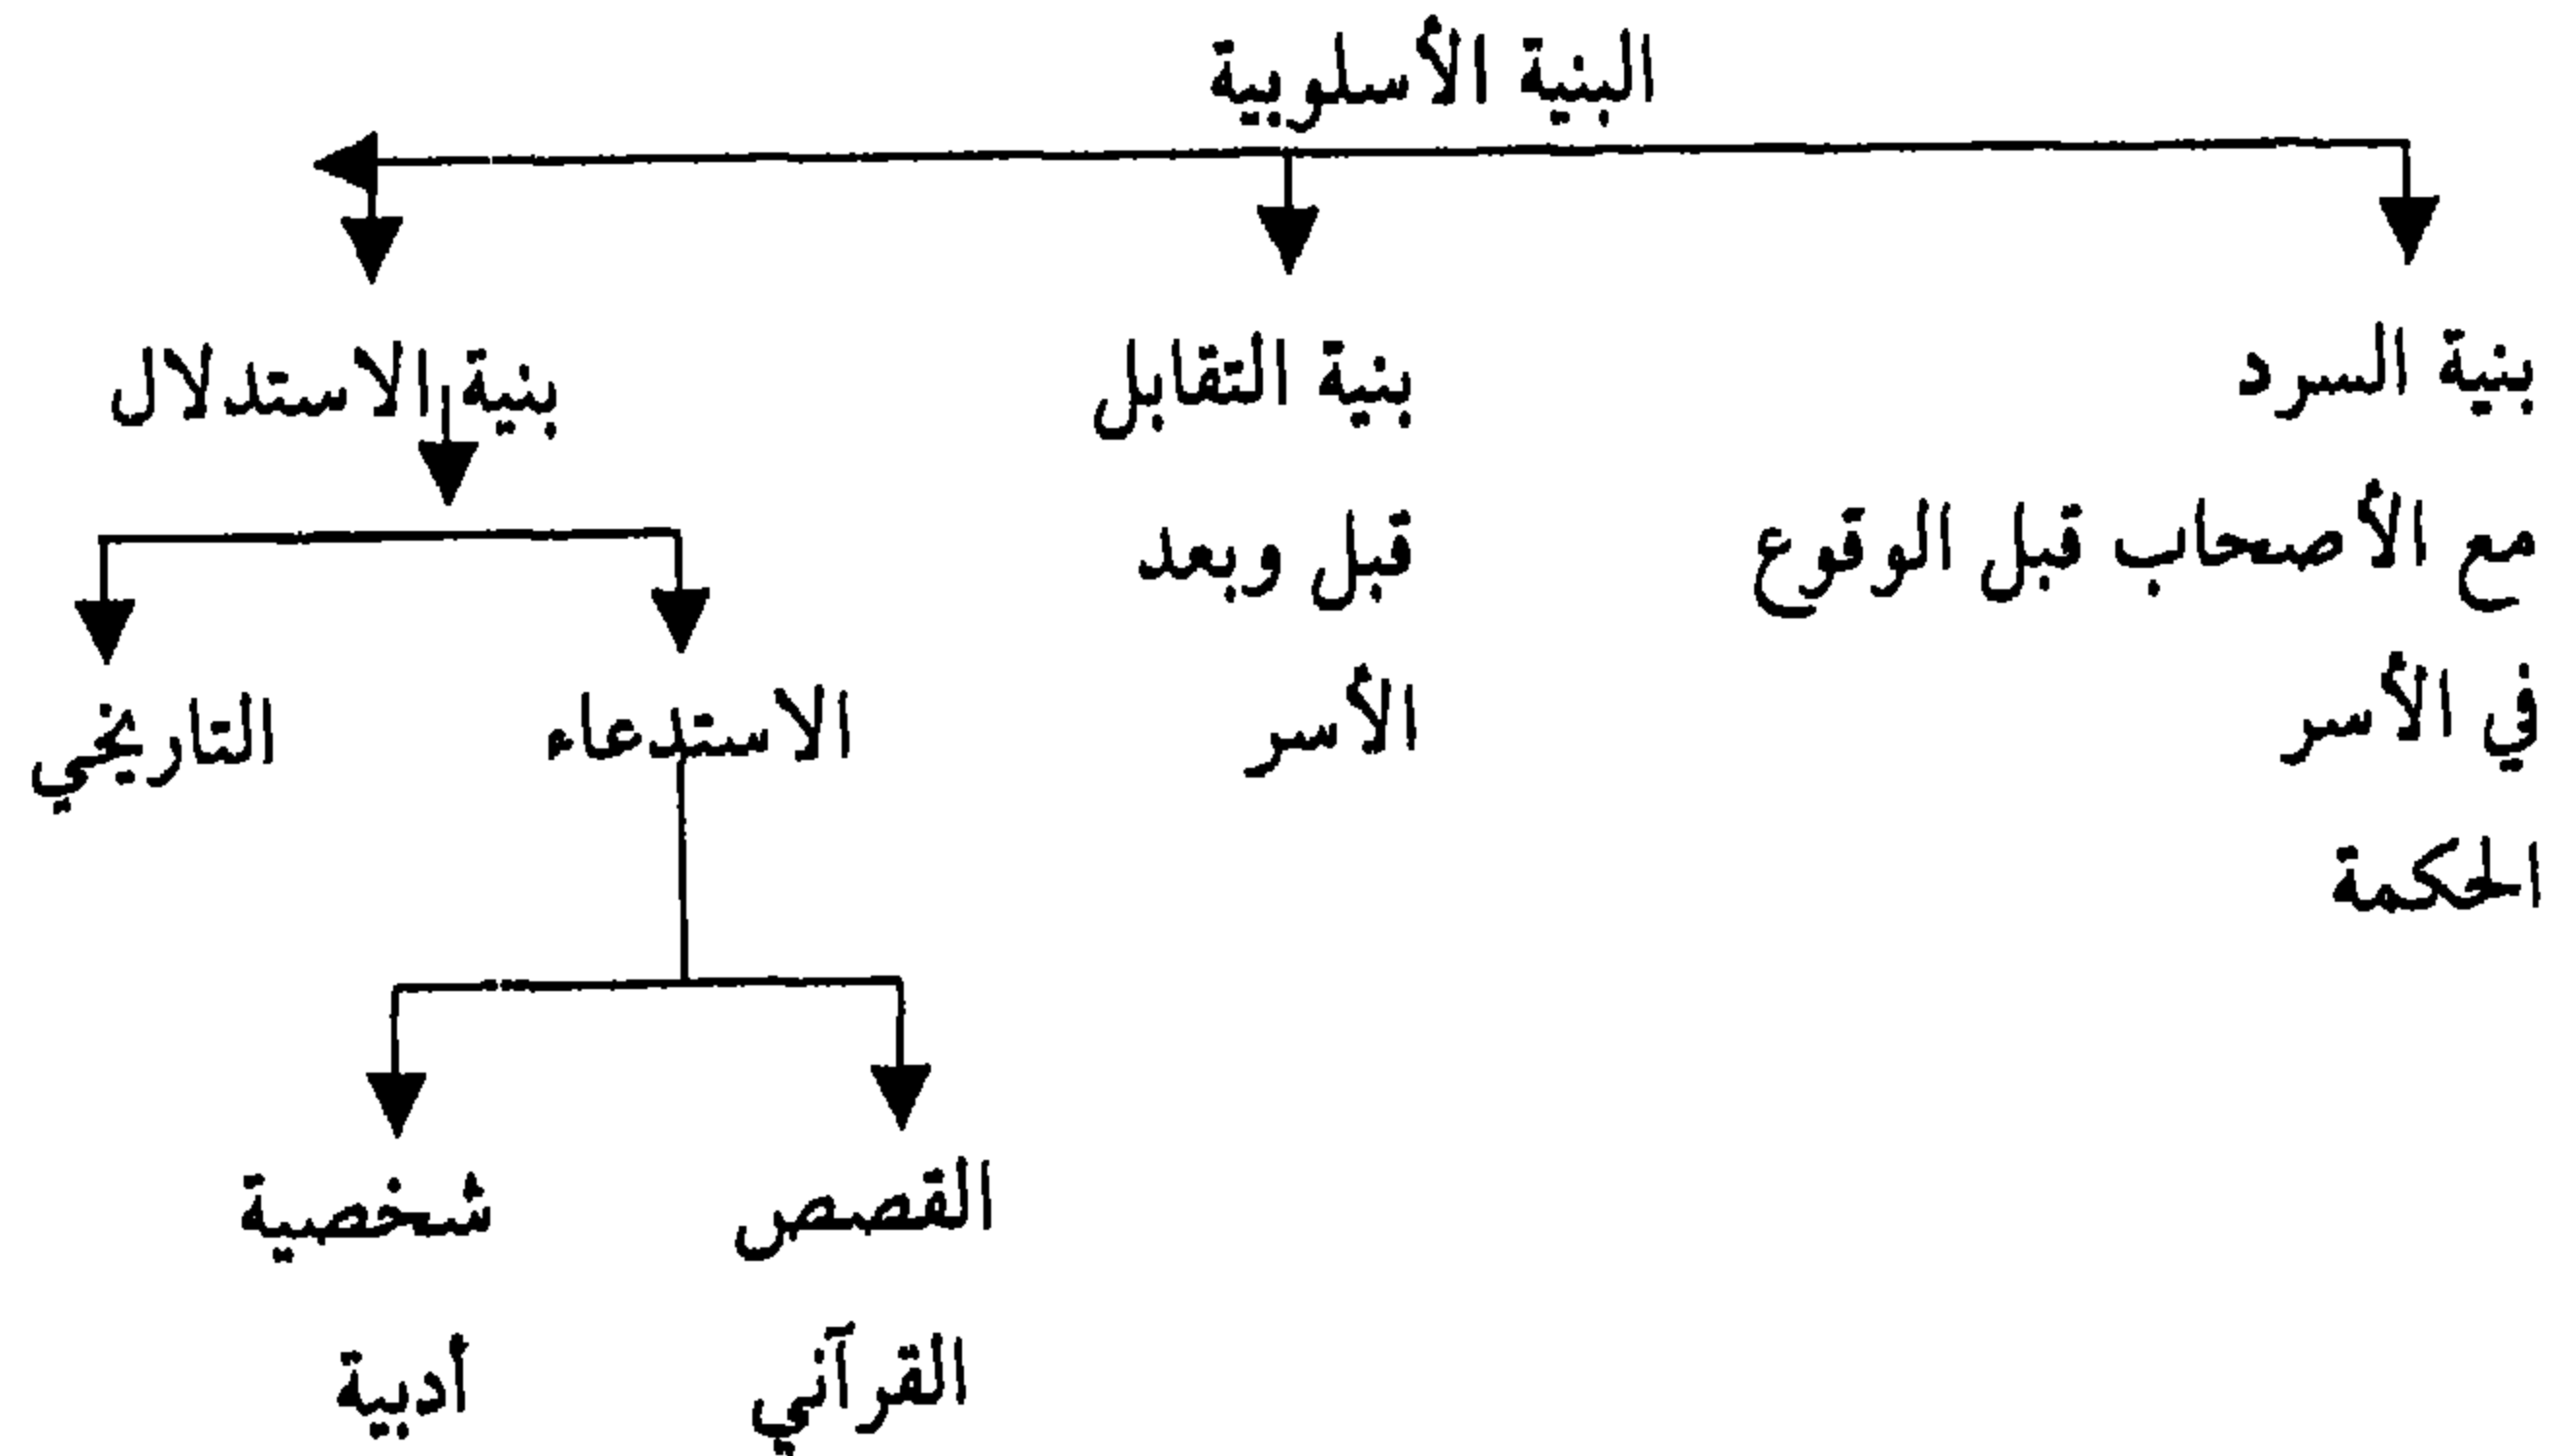 البنية الأسلوبية
بنية السرد
مع الأصحاب قبل الوقوع
في الأسر
الحكمة
بنية التقابل
قبل وبعد
الأسر
بنية الاستدلال
الاستدعاء
التاريخي
القصص
القرآني
شخصية
أدبية